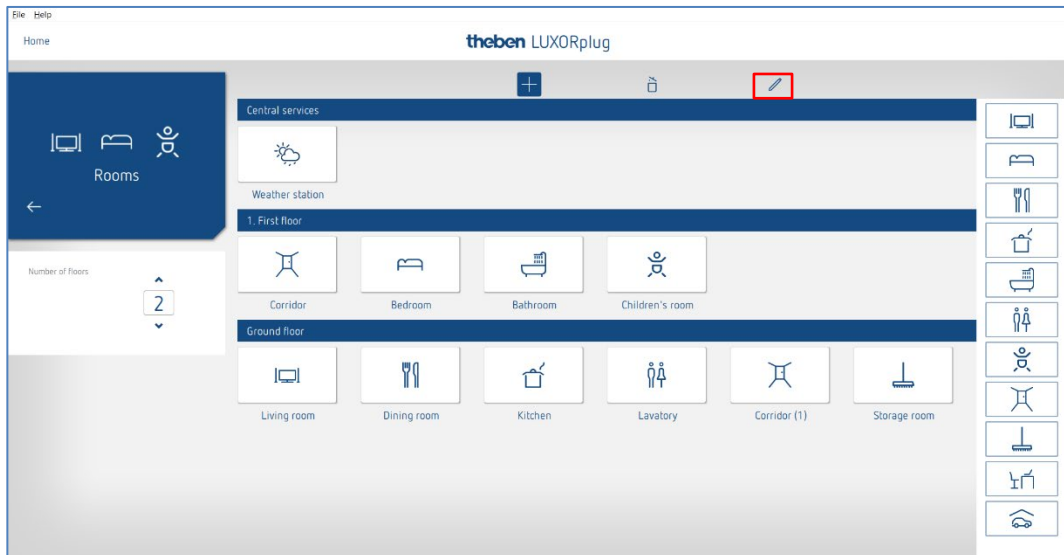 File Help
Home
theben LUXORplug
Rooms
Number of floors
2
Central services
Weather station
1. First floor
Corridor Bedroom Bathroom Children's room
Ground floor
Living room Dining room Kitchen Lavatory Corridor (1) Storage room